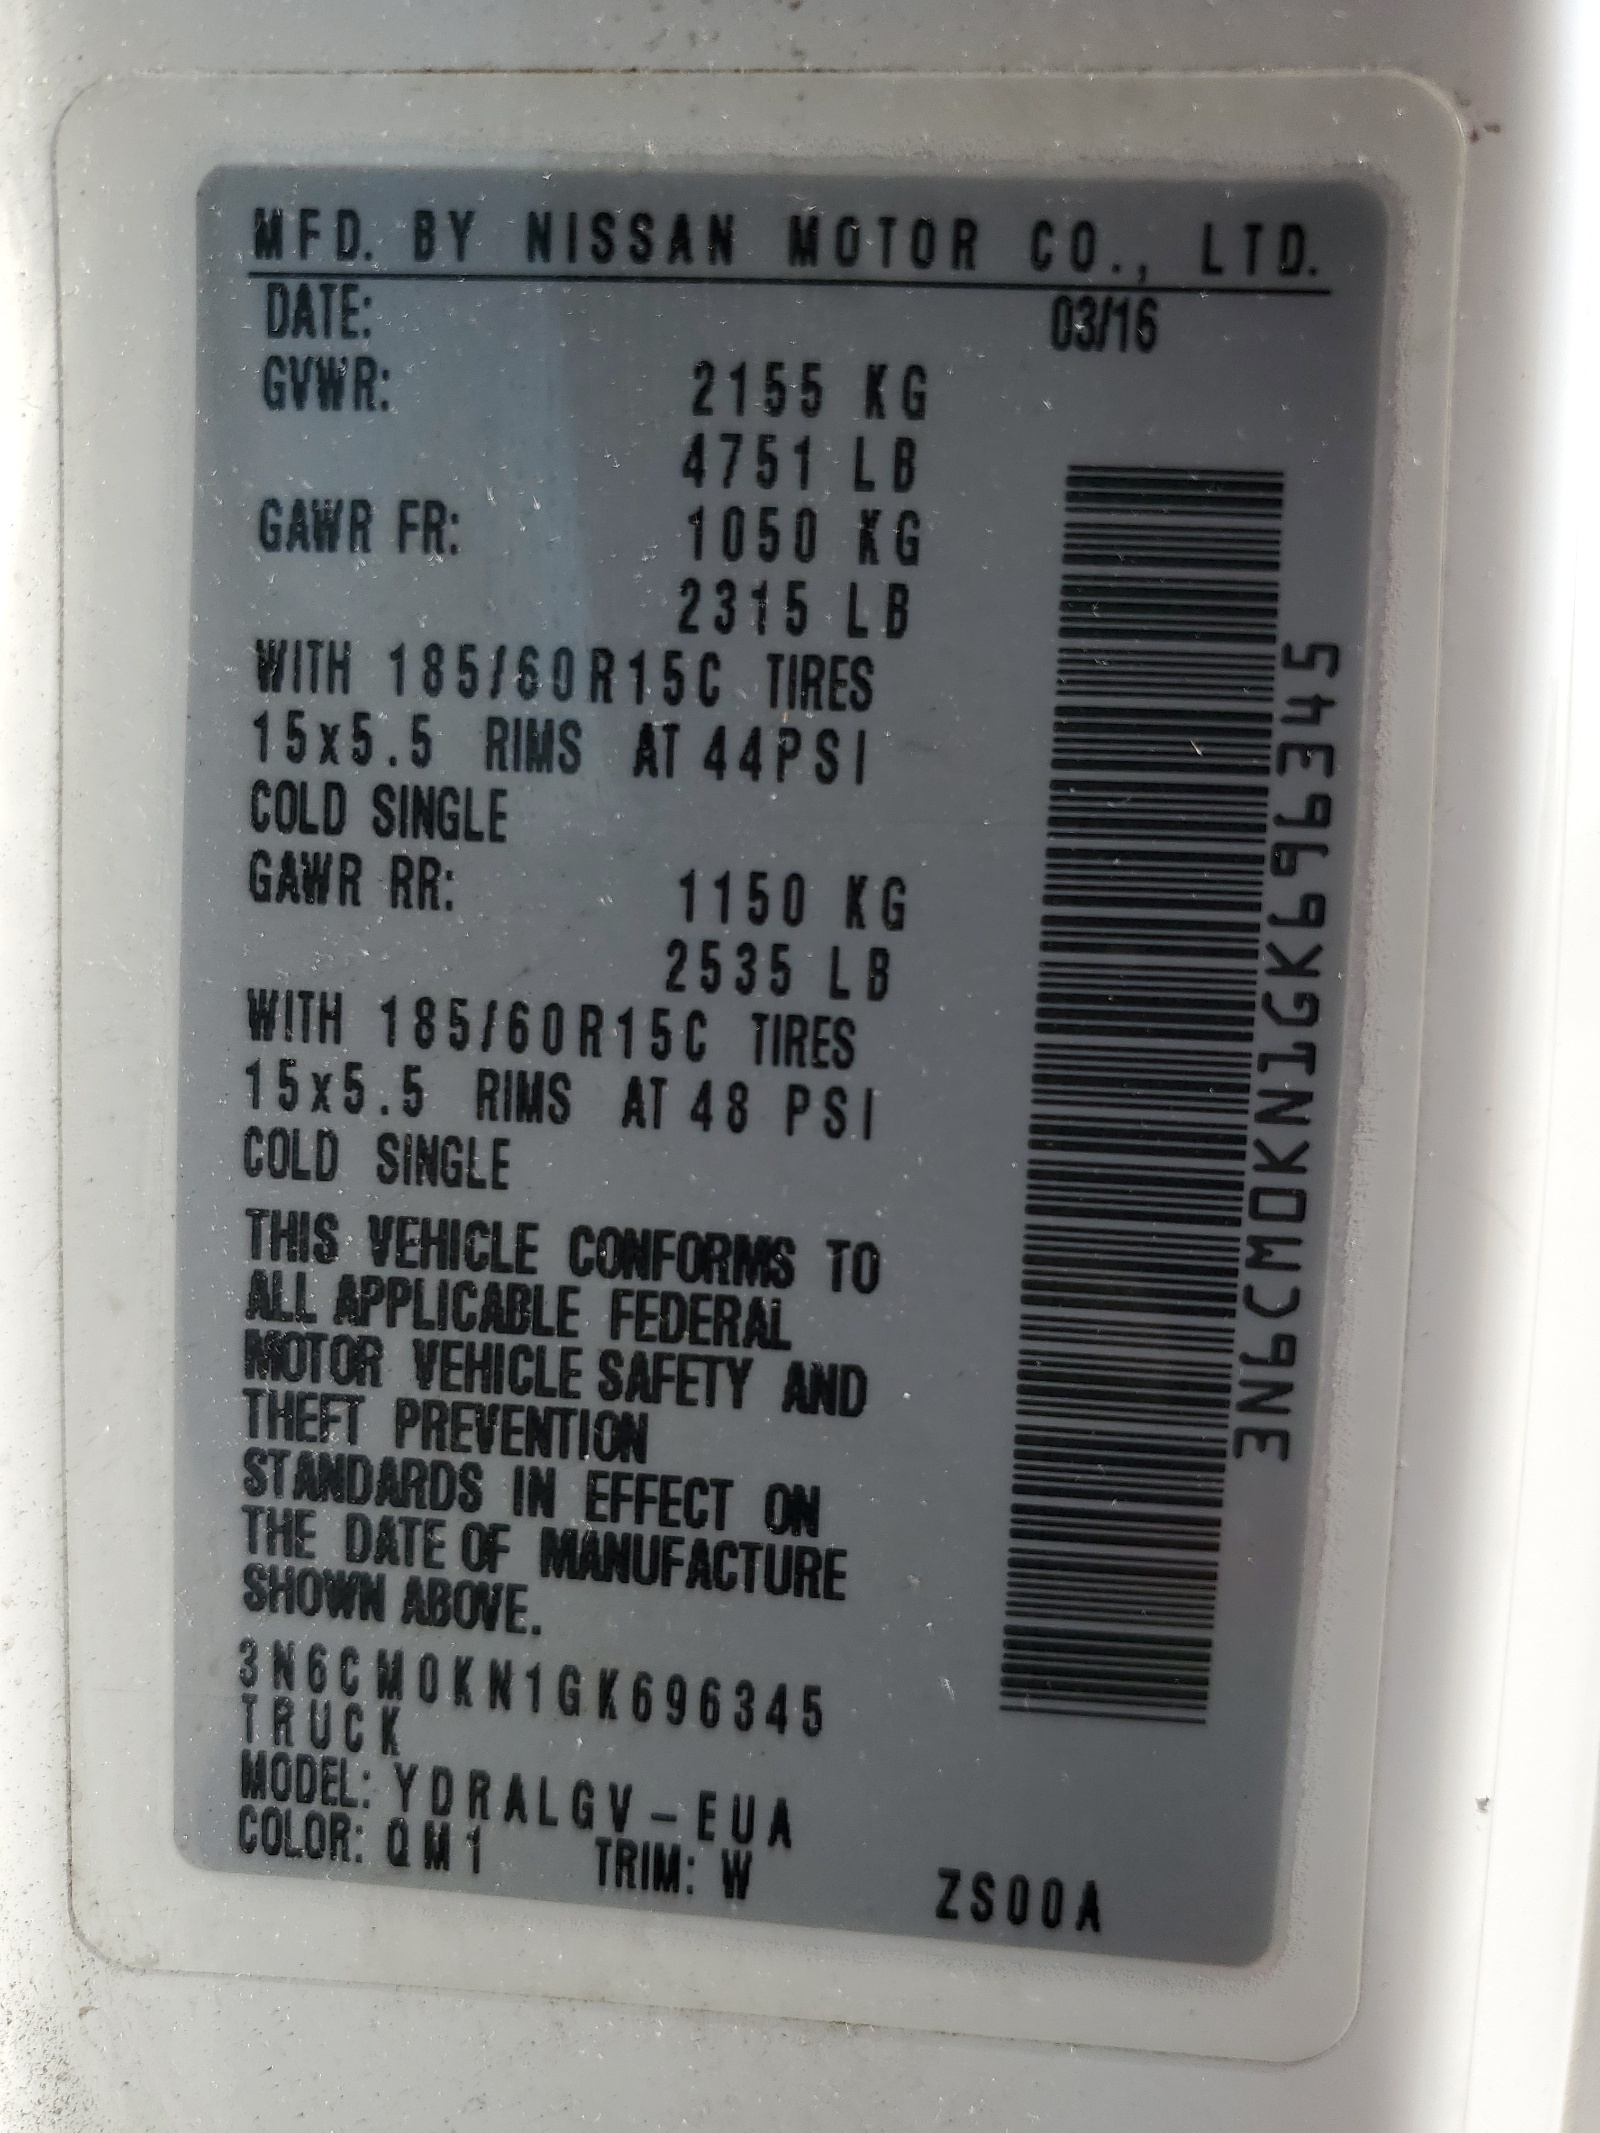 MFD. BY NISSAN MOTOR CO., LTD.
DATE: 03/16
GVWR: 2155 KG
4751 LB
GAWR FR: 1050 KG
2315 LB
WITH 185/60R15C TIRES
15x5.5 RIMS AT 44PSI
COLD SINGLE
GAWR RR: 1150 KG
2535 LB
WITH 185/60R15C TIRES
15x5.5 RIMS AT 48 PSI
COLD SINGLE
THIS VEHICLE CONFORMS TO
ALL APPLICABLE FEDERAL
MOTOR VEHICLE SAFETY AND
THEFT PREVENTION
STANDARDS IN EFFECT ON
THE DATE OF MANUFACTURE
SHOWN ABOVE.
3N6CM0KN1GK696345
TRUCK
MODEL: YDRALGV-EUA
COLOR: QM1 TRIM: W ZS00A
3N6CM0KN1GK696345